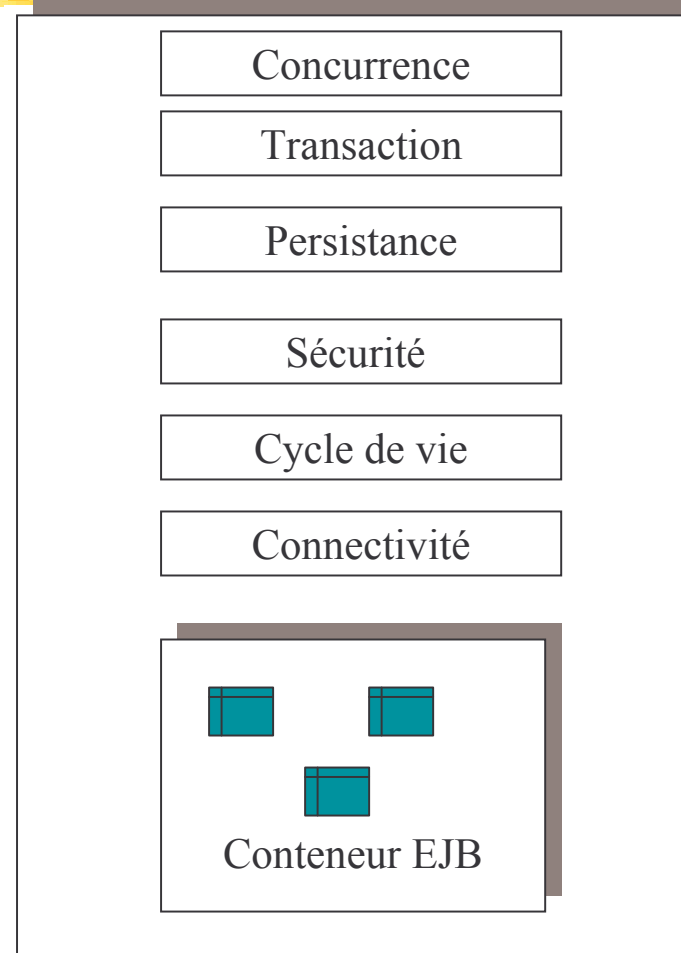 Concurrence
Transaction
Persistance
Sécurité
Cycle de vie
Connectivité
Conteneur EJB